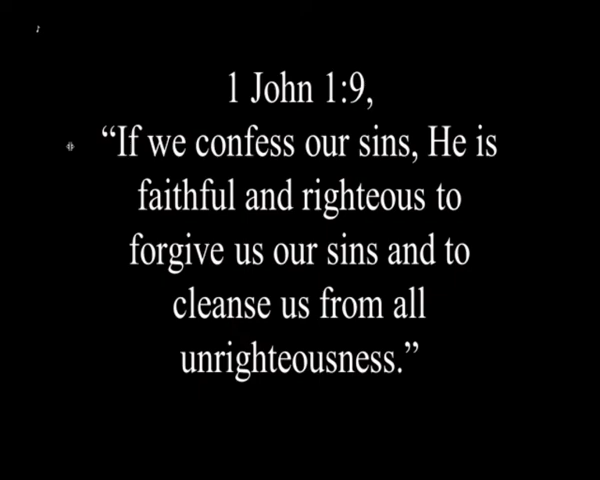 1 John 1:9,
“If we confess our sins, He is
faithful and righteous to
forgive us our sins and to
cleanse us from all
unrighteousness.”